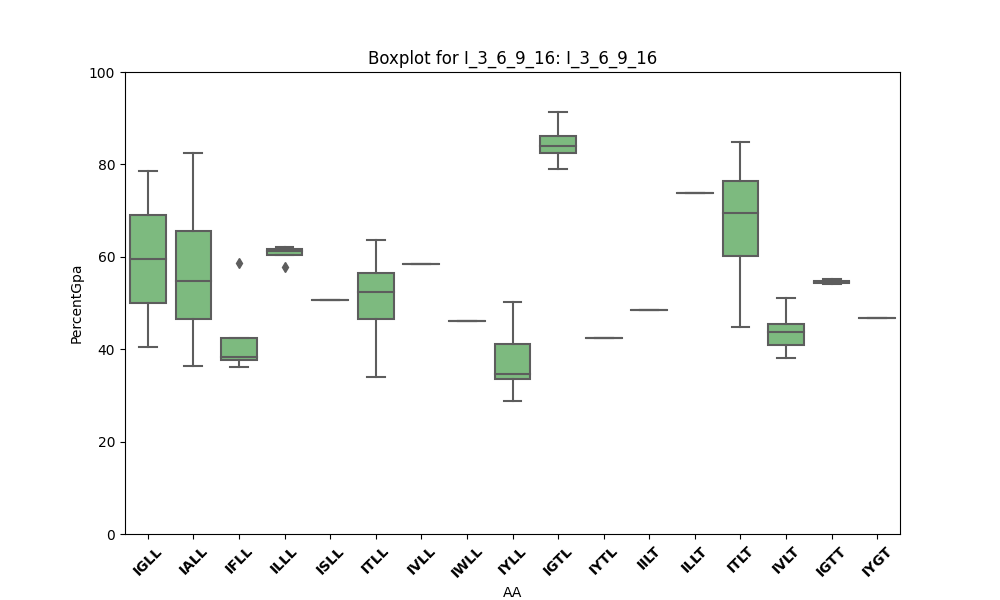 Boxplot for I_3_6_9_16: I_3_6_9_16
100
80
60
40
20
0
PercentGpa
IGLL IALL IFLL ILLL ISLL ITLL IVLL IWLL IYLL IGTL IYTL IILT ILLT ITLT IVLT IGTT IYGT
AA